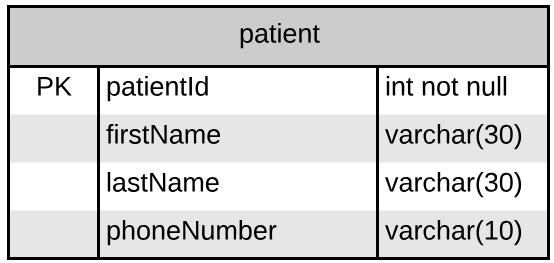 patient
PK patientId int not null
firstName varchar(30)
lastName varchar(30)
phoneNumber varchar(10)